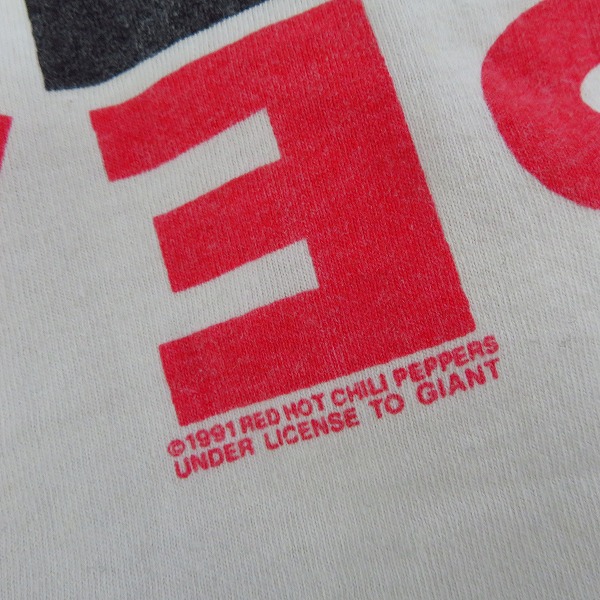 E
©1991 RED HOT CHILI PEPPERS
UNDER LICENSE TO GIANT